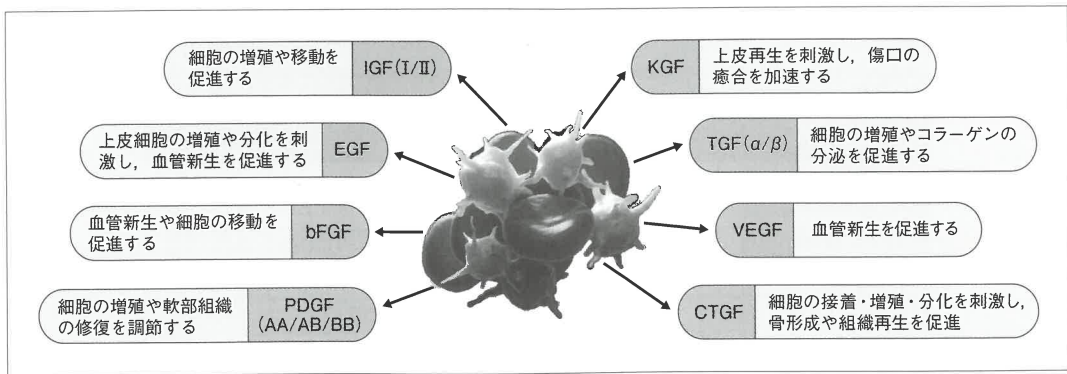 細胞の増殖や移動を
促進する
IGF(Ⅰ/Ⅱ)
上皮細胞の増殖や分化を刺
激し，血管新生を促進する
EGF
血管新生や細胞の移動を
促進する
bFGF
細胞の増殖や軟部組織
の修復を調節する
PDGF
(AA/AB/BB)
KGF
上皮再生を刺激し，傷口の
癒合を加速する
TGF(α/β)
細胞の増殖やコラーゲンの
分泌を促進する
VEGF
血管新生を促進する
CTGF
細胞の接着・増殖・分化を刺激し，
骨形成や組織再生を促進